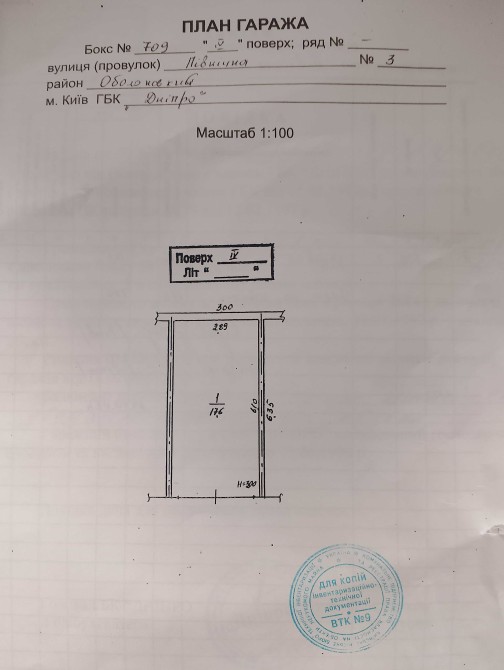 ПЛАН ГАРАЖА
Бокс № 709 " V " поверх; ряд № –
вулиця (провулок) Північна № 3
район Оболонський
м. Київ ГБК "Дніпро"
Масштаб 1:100
Поверх IV
Літ " "
300
289
1
17,6
610
635
H=300
ДЛЯ КОПІЙ
інвентаризаційно-
технічної
документації
ВТК №9